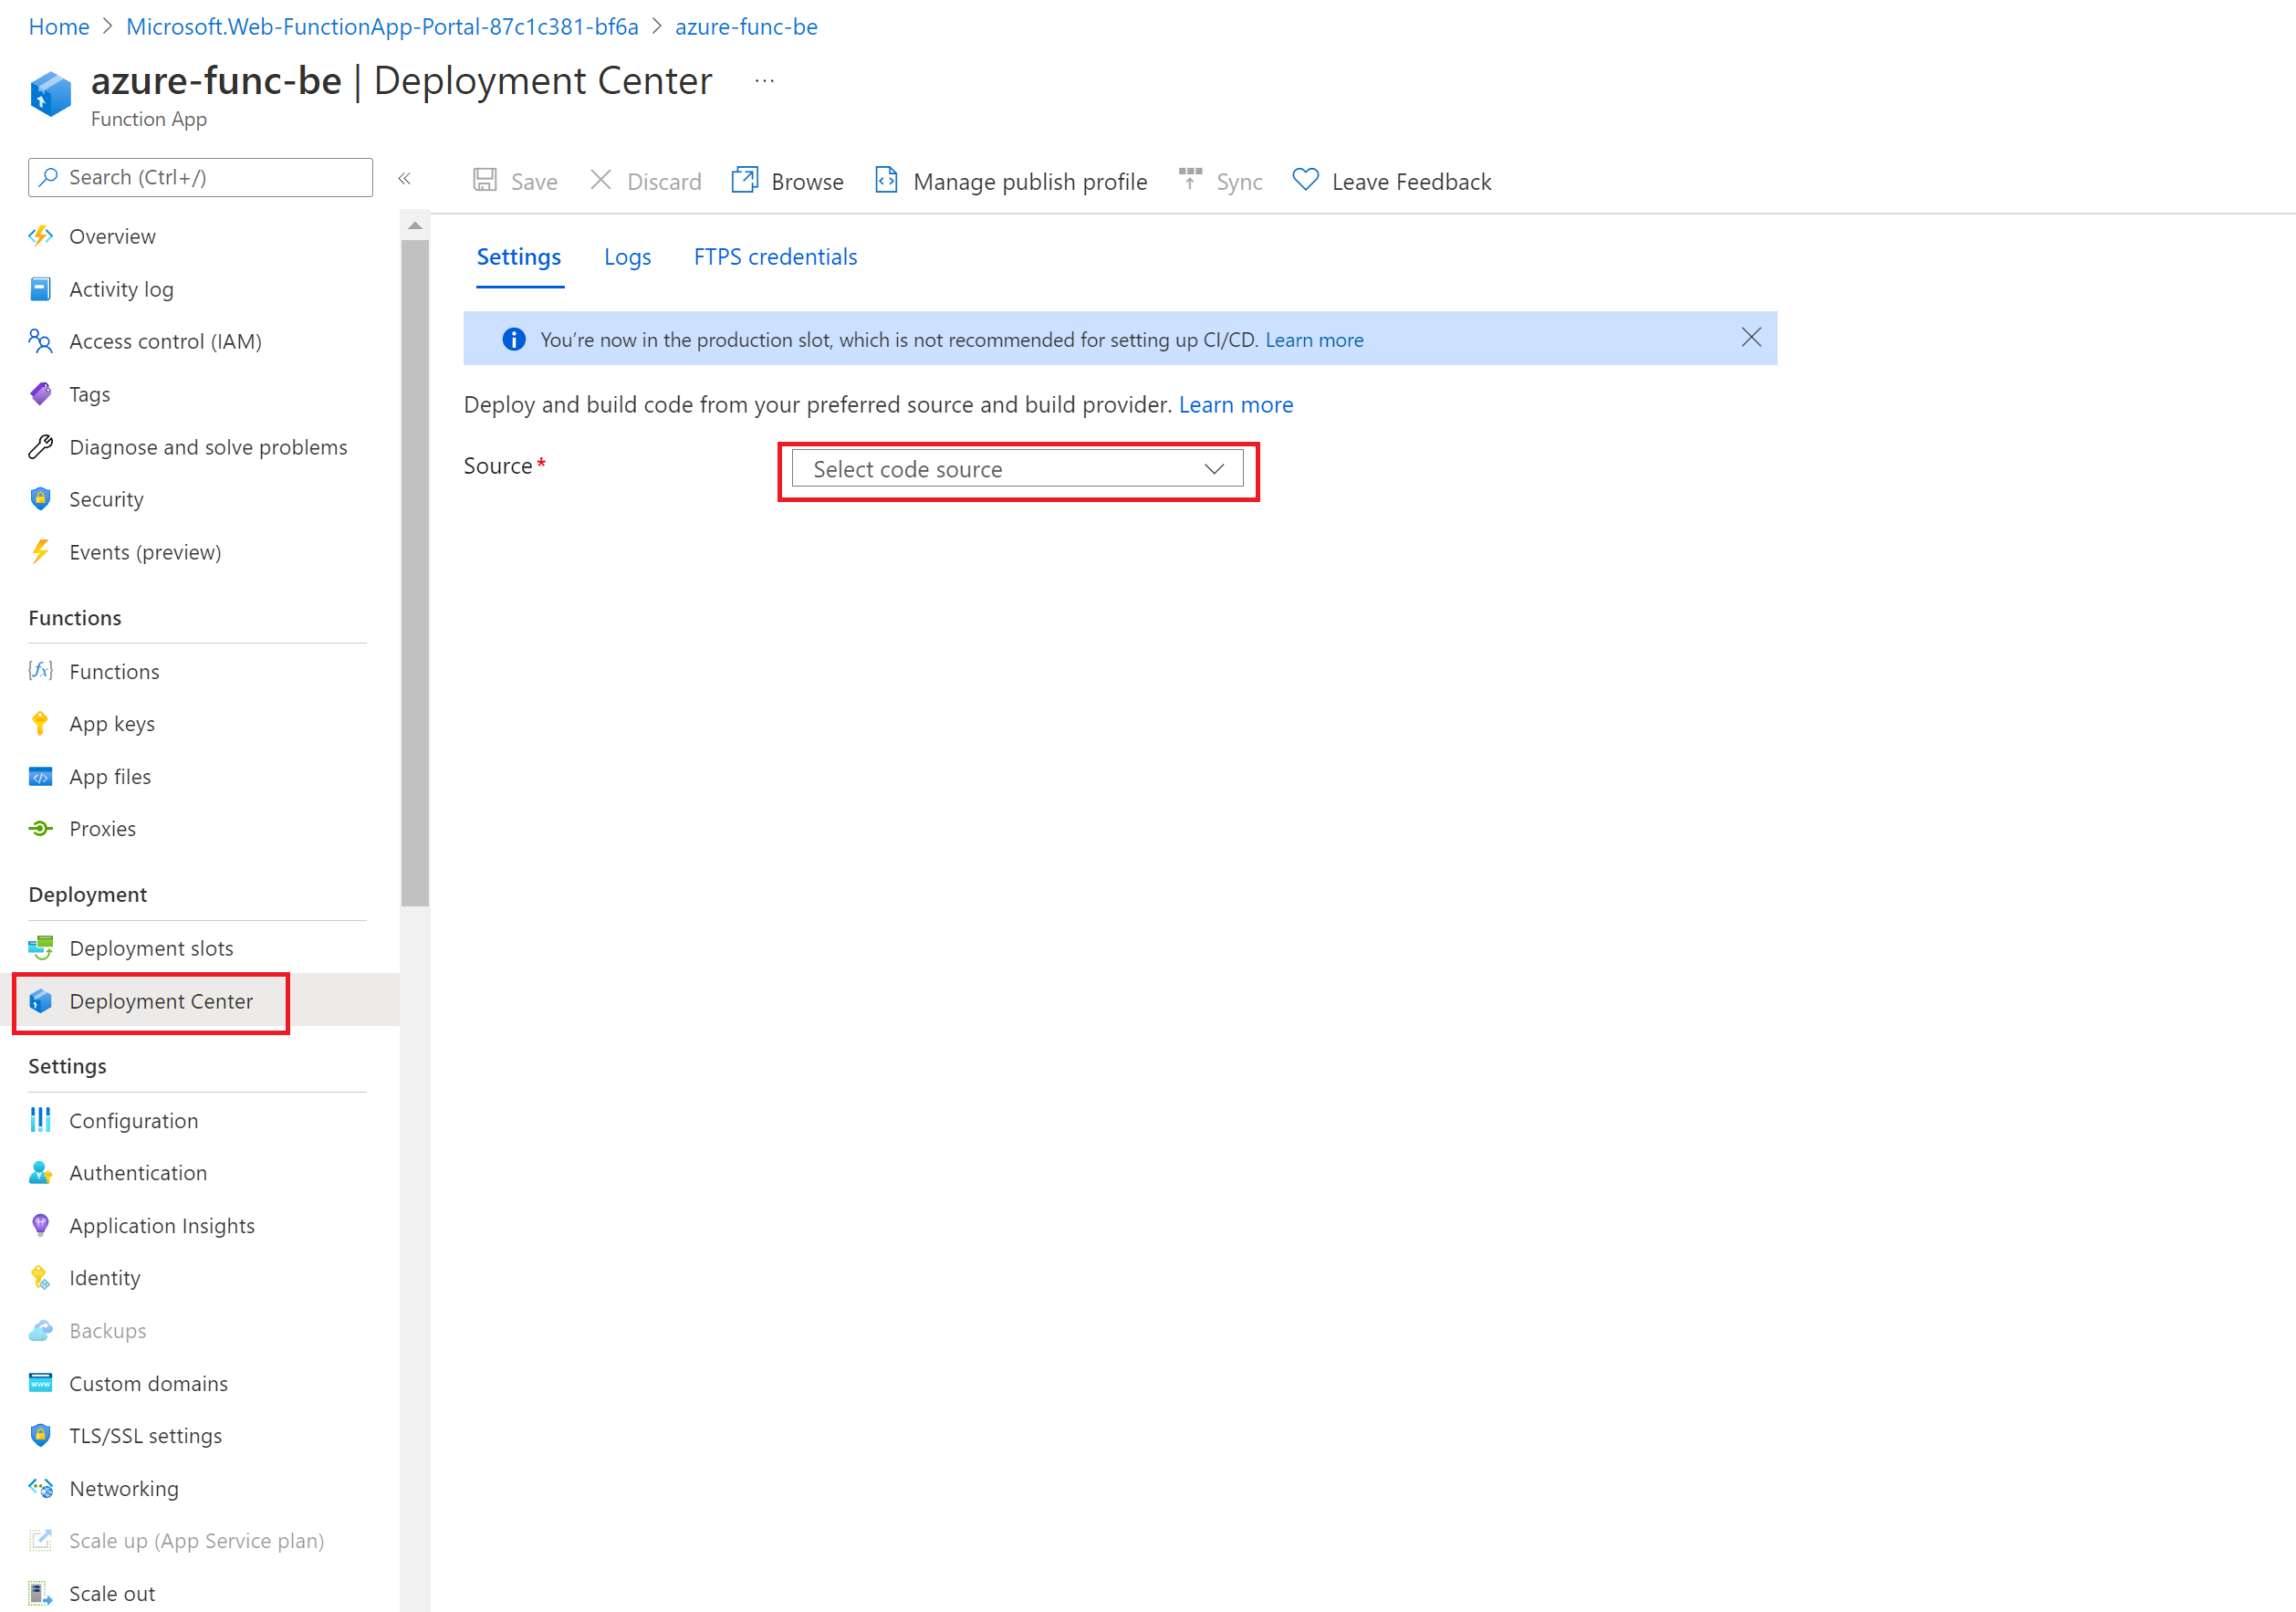 Home > Microsoft.Web-FunctionApp-Portal-87c1c381-bf6a > azure-func-be
azure-func-be | Deployment Center ...
Function App
Search (Ctrl+/)
«
Save
Discard
Browse
Manage publish profile
Sync
Leave Feedback
Overview
Activity log
Access control (IAM)
Tags
Diagnose and solve problems
Security
Events (preview)
Functions
Functions
App keys
App files
Proxies
Deployment
Deployment slots
Deployment Center
Settings
Configuration
Authentication
Application Insights
Identity
Backups
Custom domains
TLS/SSL settings
Networking
Scale up (App Service plan)
Scale out
Settings
Logs
FTPS credentials
You're now in the production slot, which is not recommended for setting up CI/CD. Learn more
Deploy and build code from your preferred source and build provider. Learn more
Source *
Select code source